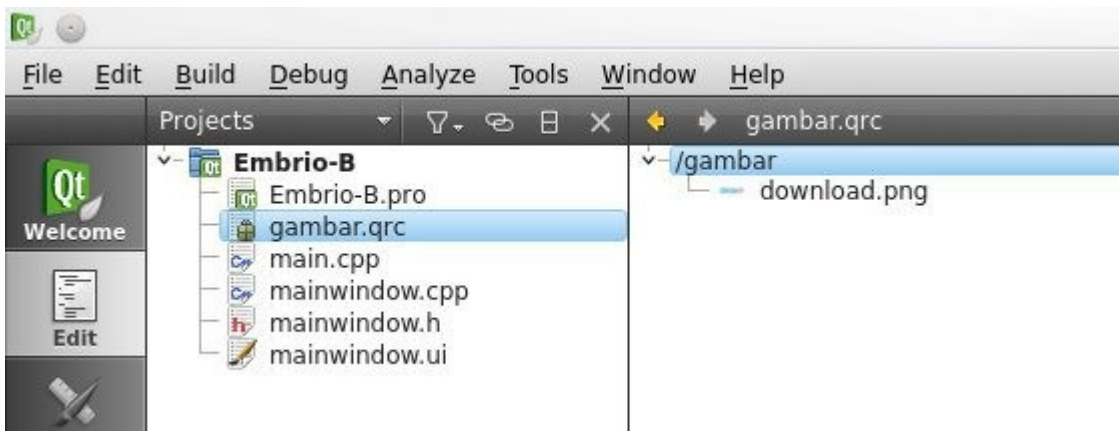 File Edit Build Debug Analyze Tools Window Help
Projects
gambar.qrc
Qt
Welcome
Edit
Embrio-B
Embrio-B.pro
gambar.qrc
main.cpp
mainwindow.cpp
mainwindow.h
mainwindow.ui
/gambar
download.png